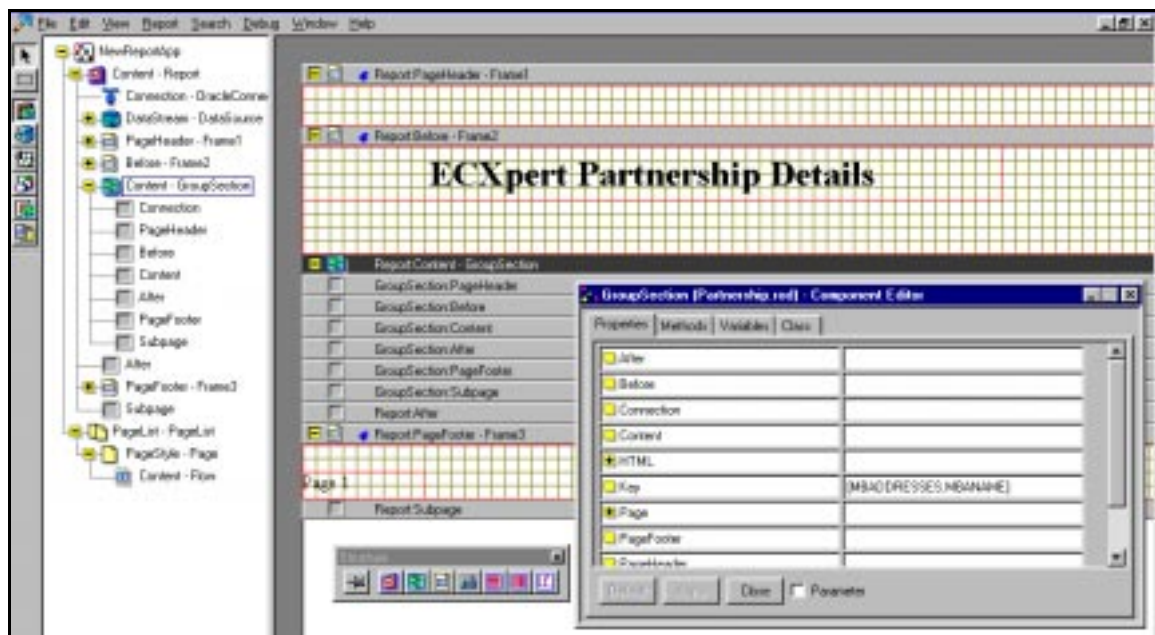 File Edit View Report Search Debug Window Help
NewReportApp
Content - Report
Connection - OracleConne
DataStream - DataSource
PageHeader - Frame1
Before - Frame2
Content - GroupSection
Connection
PageHeader
Before
Content
After
PageFooter
Subpage
After
PageFooter - Frame3
Subpage
PageList - PageList
PageStyle - Page
Content - Flow
Report:PageHeader - Frame1
Report:Before - Frame2
ECXpert Partnership Details
Report:Content - GroupSection
GroupSection:PageHeader
GroupSection:Before
GroupSection:Content
GroupSection:After
GroupSection:PageFooter
GroupSection:Subpage
Report:After
Report:PageFooter - Frame3
Page 1
Report:Subpage
GroupSection (Partnership.rod) - Component Editor
Properties Methods Variables Class
After
Before
Connection
Content
HTML
Key [MBADDRESSES.MBANAME]
Page
PageFooter
PageHeader
Close Parameter